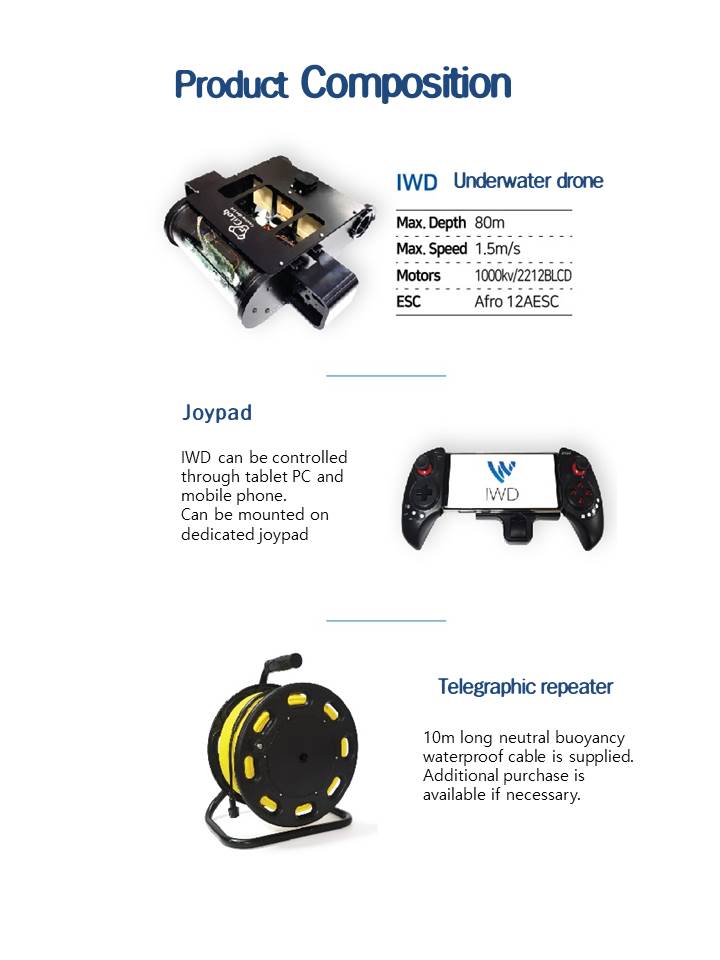 Product Composition
IWD Underwater drone
Max. Depth 80m
Max. Speed 1.5m/s
Motors 1000kv/2212BLCD
ESC Afro 12AESC
Joypad
IWD can be controlled
through tablet PC and
mobile phone.
Can be mounted on
dedicated joypad
IWD
Telegraphic repeater
10m long neutral buoyancy
waterproof cable is supplied.
Additional purchase is
available if necessary.